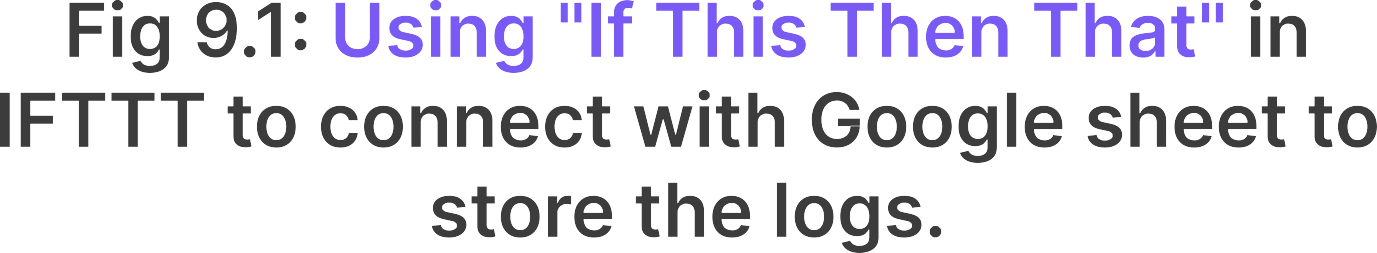 Fig 9.1: Using "If This Then That" in
IFTTT to connect with Google sheet to
store the logs.